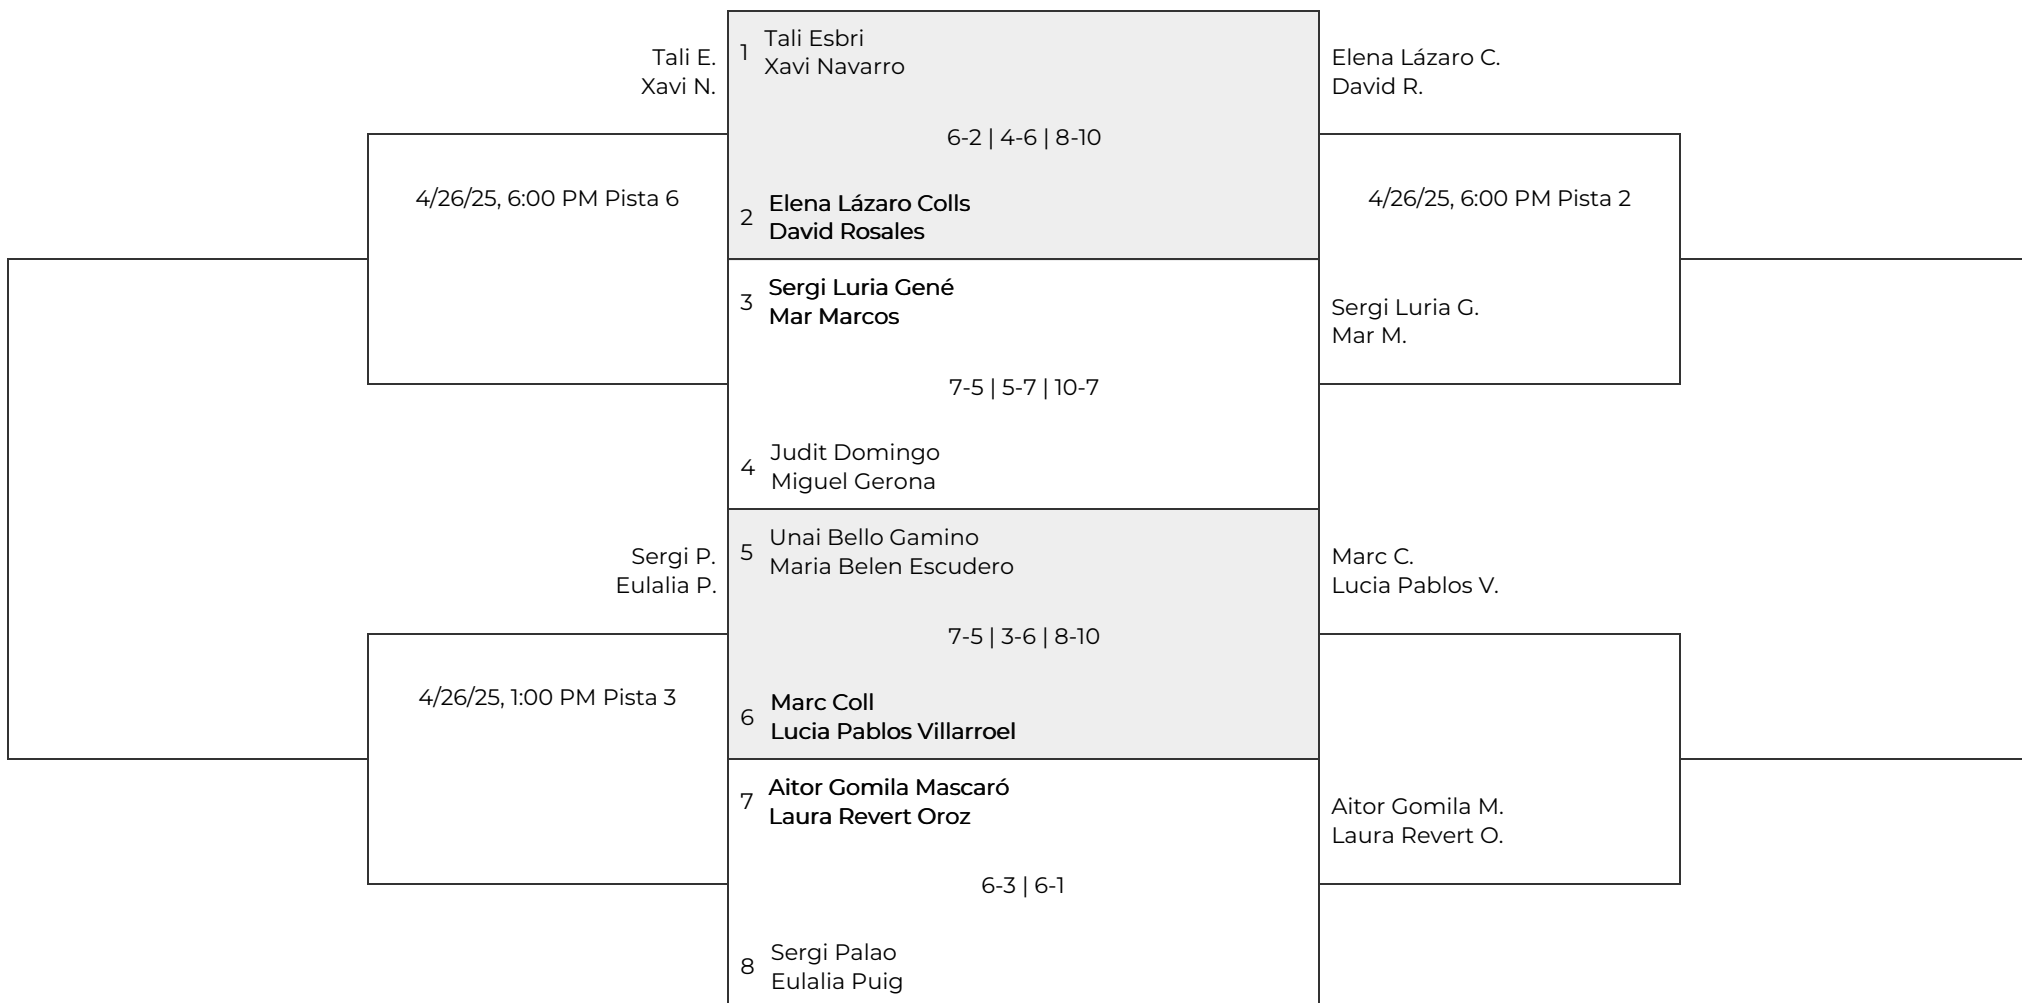 Tali E.
Xavi N.
4/26/25, 6:00 PM Pista 6
Sergi P.
Eulalia P.
4/26/25, 1:00 PM Pista 3
1
Tali Esbri
Xavi Navarro
6-2 | 4-6 | 8-10
2
Elena Lázaro Colls
David Rosales
3
Sergi Luria Gené
Mar Marcos
7-5 | 5-7 | 10-7
4
Judit Domingo
Miguel Gerona
5
Unai Bello Gamino
Maria Belen Escudero
7-5 | 3-6 | 8-10
6
Marc Coll
Lucia Pablos Villarroel
7
Aitor Gomila Mascaró
Laura Revert Oroz
6-3 | 6-1
8
Sergi Palao
Eulalia Puig
Elena Lázaro C.
David R.
4/26/25, 6:00 PM Pista 2
Sergi Luria G.
Mar M.
Marc C.
Lucia Pablos V.
Aitor Gomila M.
Laura Revert O.